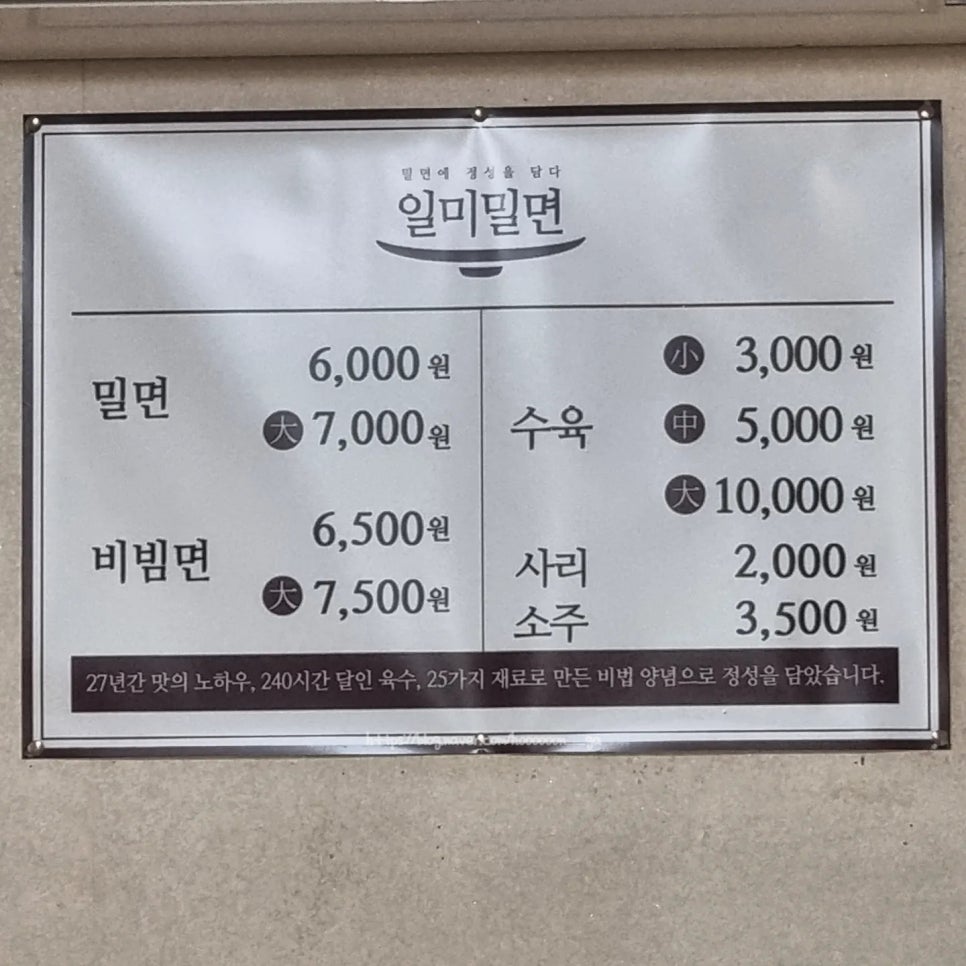 밀면에 정성을 담다
일미밀면
밀면 6,000원
大 7,000원
비빔면 6,500원
大 7,500원
수육 小 3,000원
中 5,000원
大 10,000원
사리 2,000원
소주 3,500원
27년간 맛의 노하우, 240시간 달인 육수, 25가지 재료로 만든 비법 양념으로 정성을 담았습니다.